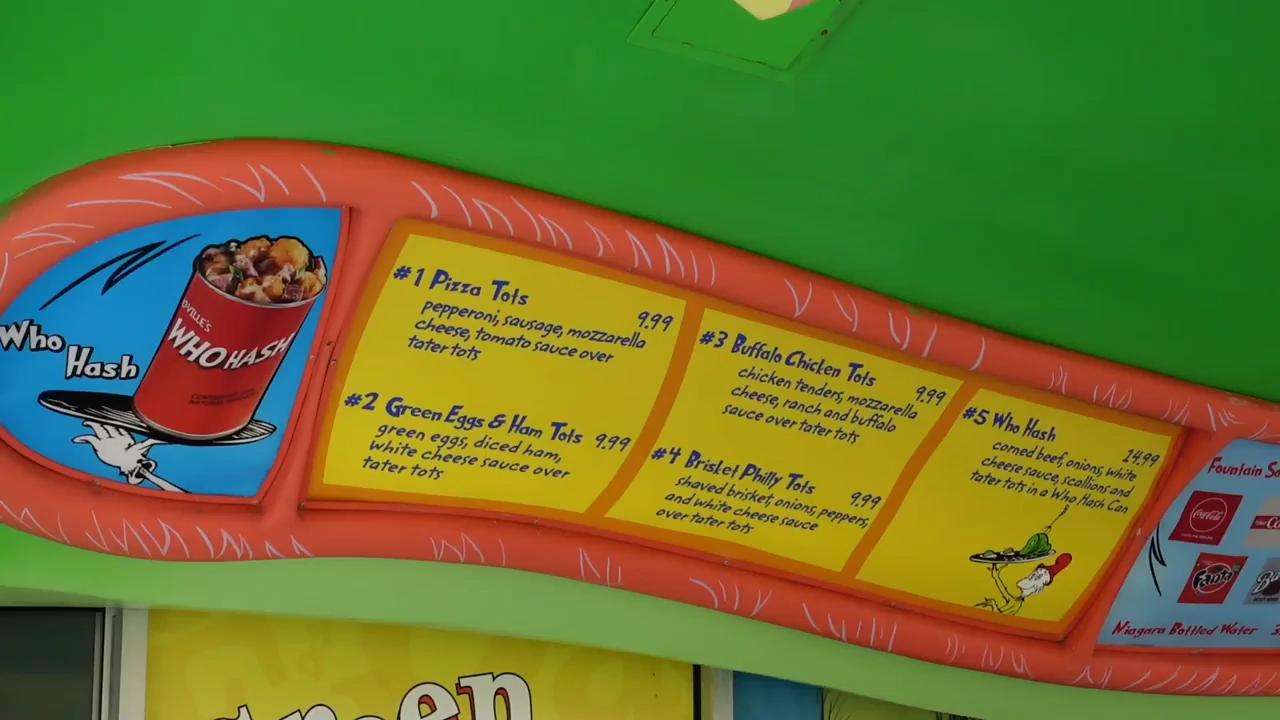 Who
Hash
WHO HASH
#1 Pizza Tots
9.99
pepperoni, sausage, mozzarella
cheese, tomato sauce over
tater tots
#2 Green Eggs & Ham Tots 9.99
green eggs, diced ham,
white cheese sauce over
tater tots
#3 Buffalo Chicken Tots
9.99
chicken tenders, mozzarella
cheese, ranch and buffalo
sauce over tater tots
#4 Brisket Philly Tots
9.99
shaved brisket, onions, peppers,
and white cheese sauce
over tater tots
#5 Who Hash
14.99
corned beef, onions, white
cheese sauce, scallions and
tater tots in a Who Hash Can
Fountain
Coca-Cola
Fanta
Niagara Bottled Water